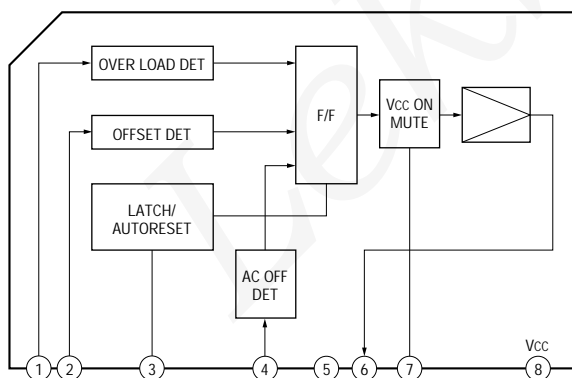 OVER LOAD DET
OFFSET DET
F/F
VCC ON
MUTE
LATCH/
AUTORESET
AC OFF
DET
VCC
1 2 3 4 5 6 7 8